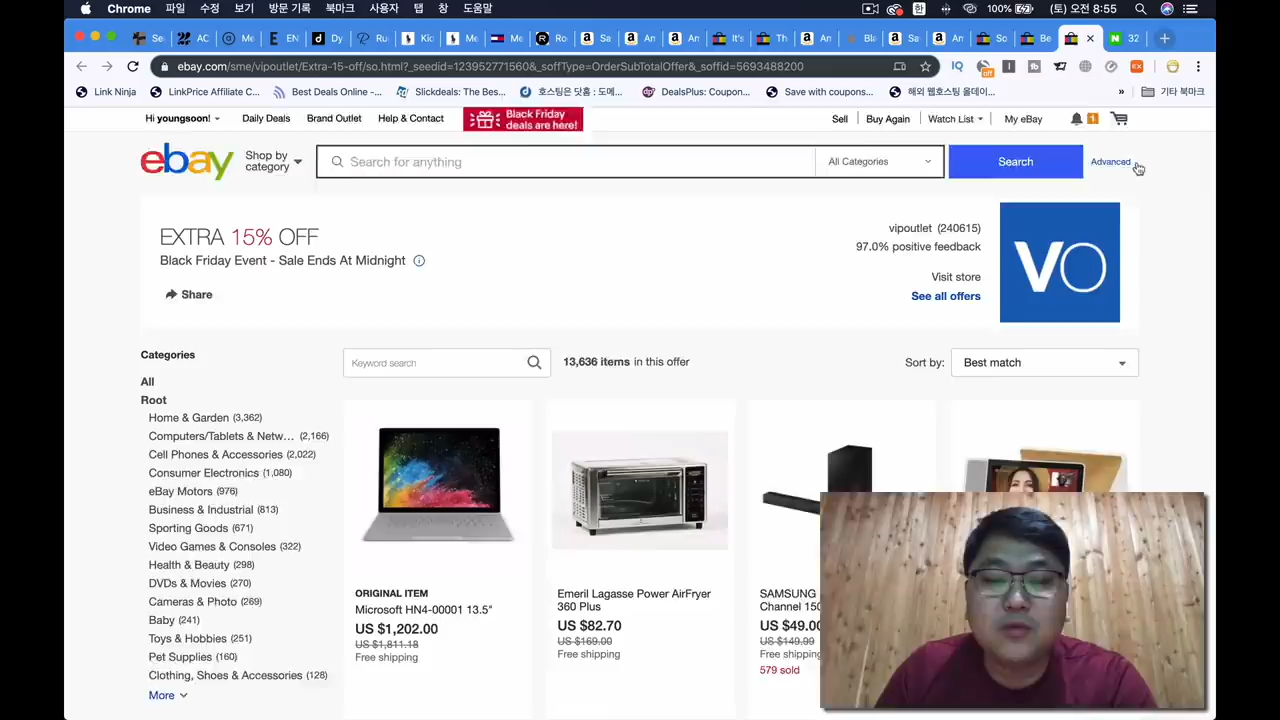 Chrome 파일 수정 보기 방문 기록 북마크 사용자 탭 창 도움말 한 100% (토) 오전 8:55
ebay.com/sme/vipoutlet/Extra-15-off/so.html?_seedid=123952771560&_soffType=OrderSubTotalOffer&_soffid=5693488800
Link Ninja LinkPrice Affiliate C... Best Deals Online -... Slickdeals: The Bes... 호스팅은 닷홈 : 도메... DealsPlus: Coupon... Save with coupons... 해외 웹호스팅 올데이... » 기타 북마크
Hi youngsoon! Daily Deals Brand Outlet Help & Contact Black Friday deals are here! Sell Buy Again Watch List My eBay 1
ebay Shop by category Search for anything All Categories Search Advanced
EXTRA 15% OFF
Black Friday Event - Sale Ends At Midnight
Share
vipoutlet (240615)
97.0% positive feedback
Visit store
See all offers
VO
Categories
Keyword search 13,636 items in this offer Sort by: Best match
All
Root
Home & Garden (3,362)
Computers/Tablets & Netw... (2,166)
Cell Phones & Accessories (2,022)
Consumer Electronics (1,080)
eBay Motors (976)
Business & Industrial (813)
Sporting Goods (671)
Video Games & Consoles (322)
Health & Beauty (298)
DVDs & Movies (270)
Cameras & Photo (269)
Baby (241)
Toys & Hobbies (251)
Pet Supplies (160)
Clothing, Shoes & Accessories (128)
More
ORIGINAL ITEM
Microsoft HN4-00001 13.5"
US $1,202.00
US $1,811.18
Free shipping
Emeril Lagasse Power AirFryer
360 Plus
US $82.70
US $169.00
Free shipping
SAMSUNG
Channel 150
US $49.00
US $149.99
Free shipping
579 sold